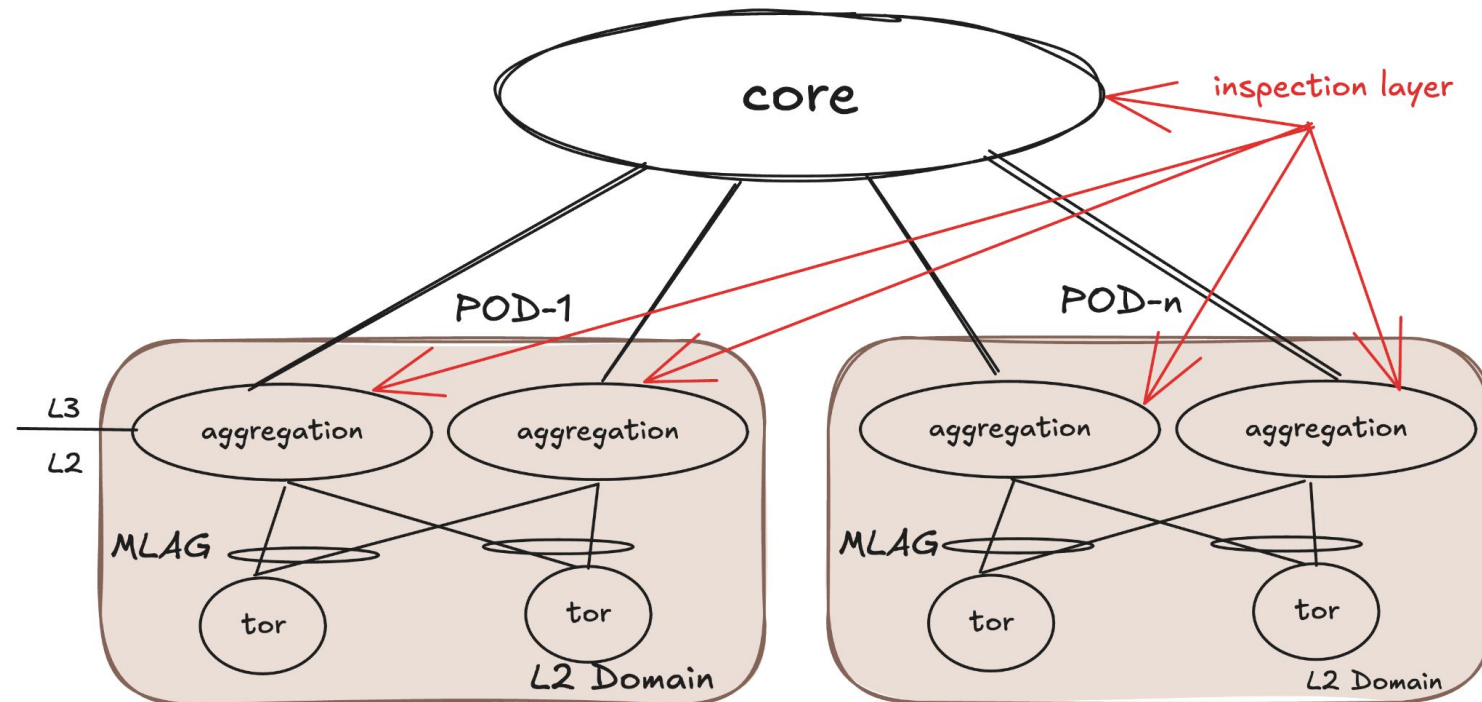 core
inspection layer
POD-1
POD-n
L3
L2
aggregation
aggregation
aggregation
aggregation
MLAG
MLAG
tor
tor
tor
tor
L2 Domain
L2 Domain